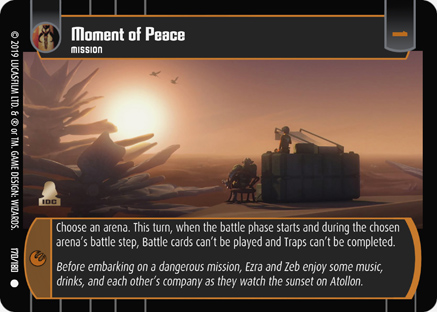 Moment of Peace
MISSION
1
IDC
Choose an arena. This turn, when the battle phase starts and during the chosen
arena's battle step, Battle cards can't be played and Traps can't be completed.
Before embarking on a dangerous mission, Ezra and Zeb enjoy some music,
drinks, and each other's company as they watch the sunset on Atollon.
© 2019 LUCASFILM LTD. & ® or TM. GAME DESIGN: WIZARDS.